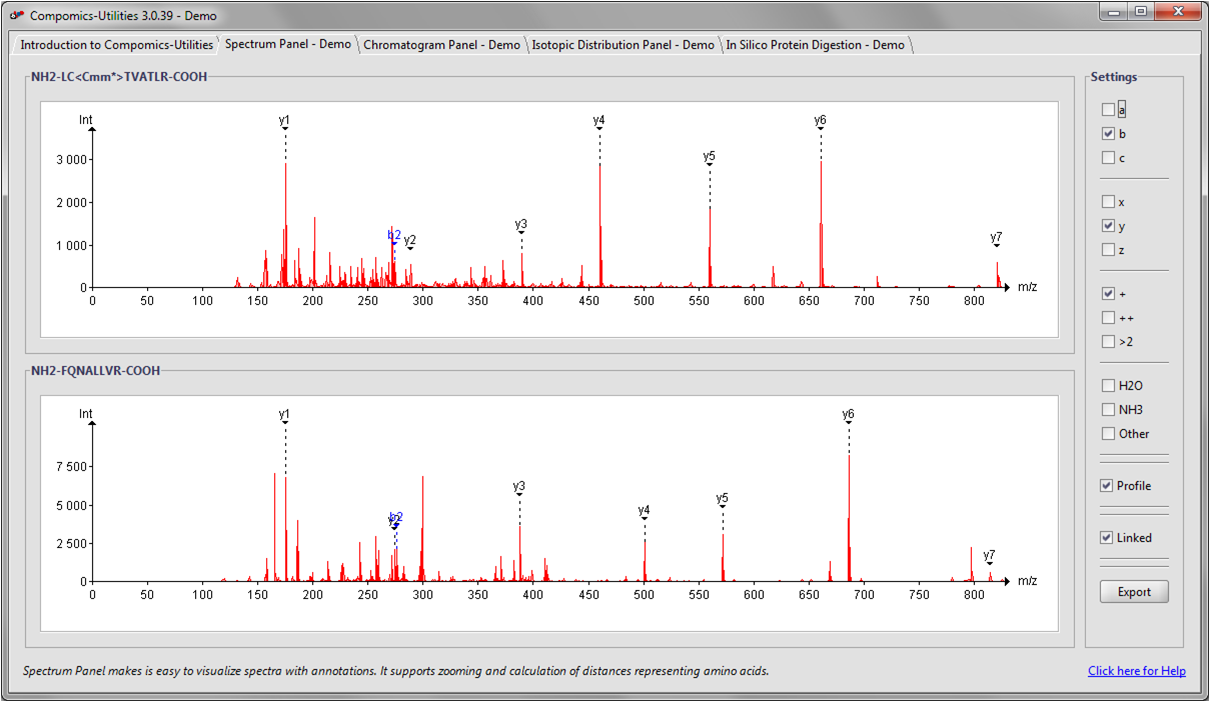 Compomics-Utilities 3.0.39 - Demo
Introduction to Compomics-Utilities Spectrum Panel - Demo Chromatogram Panel - Demo Isotopic Distribution Panel - Demo In Silico Protein Digestion - Demo
NH2-LC<Cmm*>TVATLR-COOH
Int
y1 y4 y6
y5
y3
b2 y2
y7
3 000
2 000
1 000
0
0 50 100 150 200 250 300 350 400 450 500 550 600 650 700 750 800
m/z
NH2-FQNALLVR-COOH
Int
y1 y6
y3
y5
y4
b2
y7
7 500
5 000
2 500
0
0 50 100 150 200 250 300 350 400 450 500 550 600 650 700 750 800
m/z
Settings
a
b
c
x
y
z
+
++
>2
H2O
NH3
Other
Profile
Linked
Export
Spectrum Panel makes is easy to visualize spectra with annotations. It supports zooming and calculation of distances representing amino acids.
Click here for Help